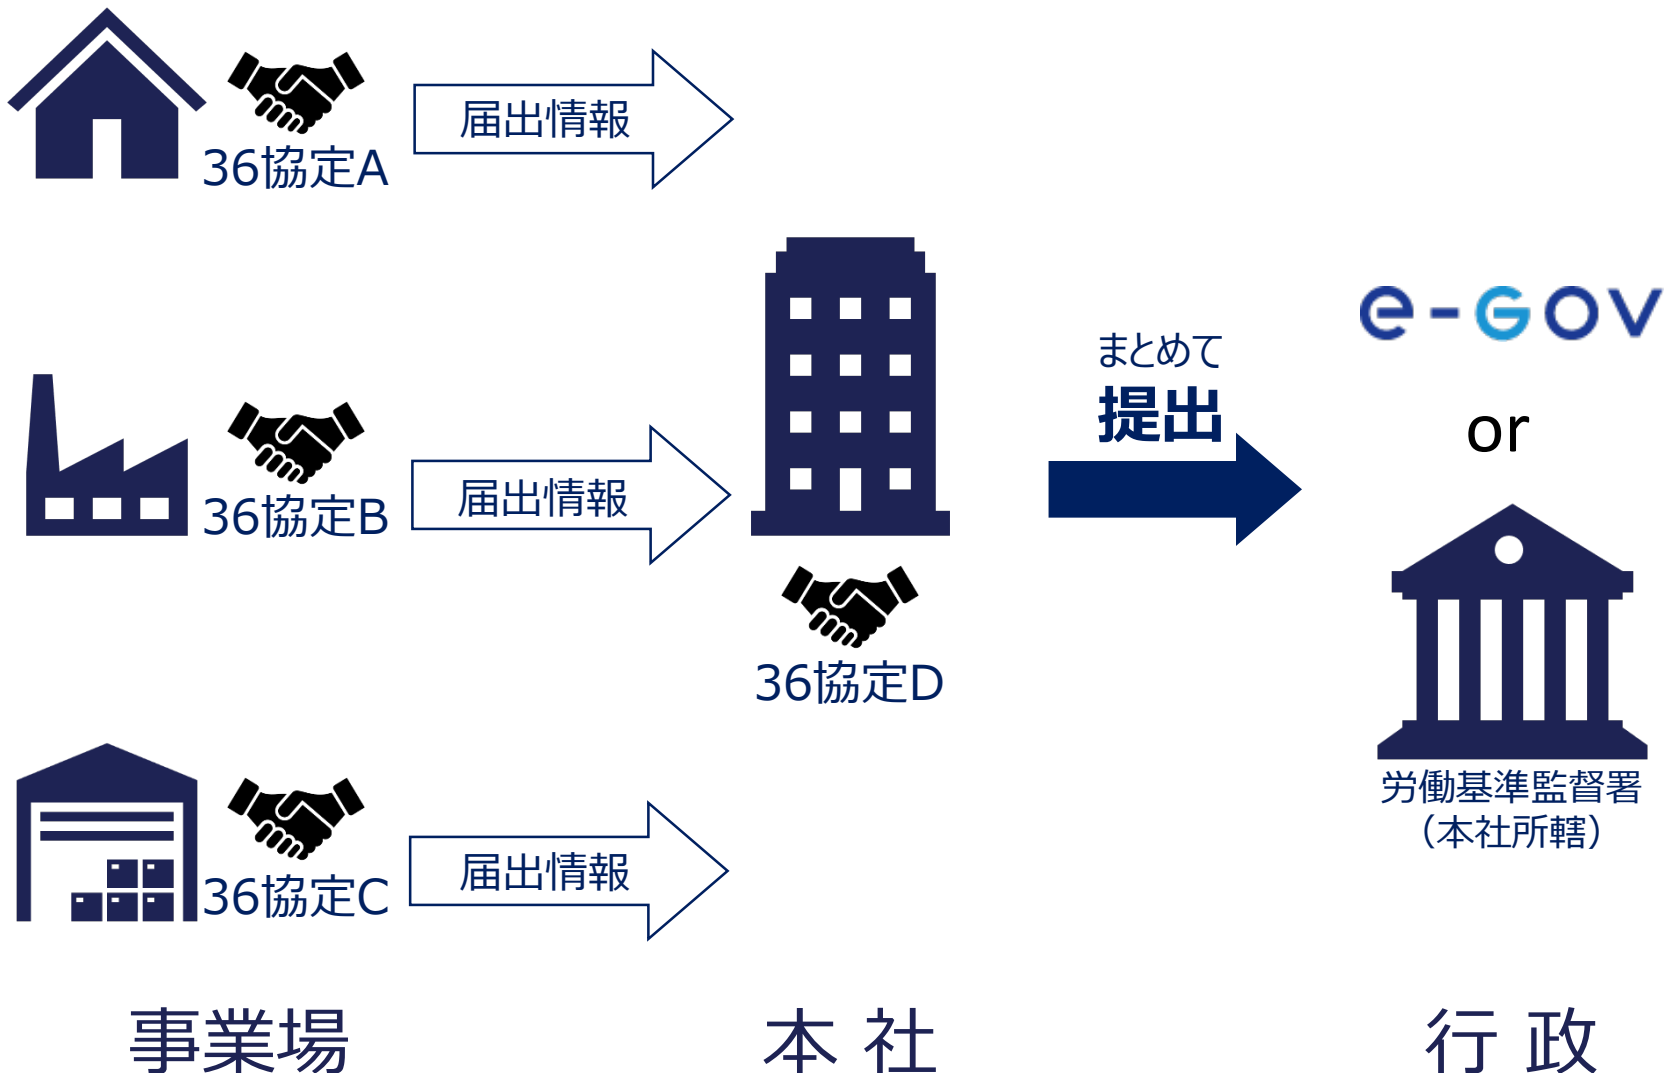 36協定A
届出情報
36協定B
届出情報
36協定C
届出情報
事業場
36協定D
本 社
まとめて
提出
e-GOV
or
労働基準監督署
（本社所轄）
行 政